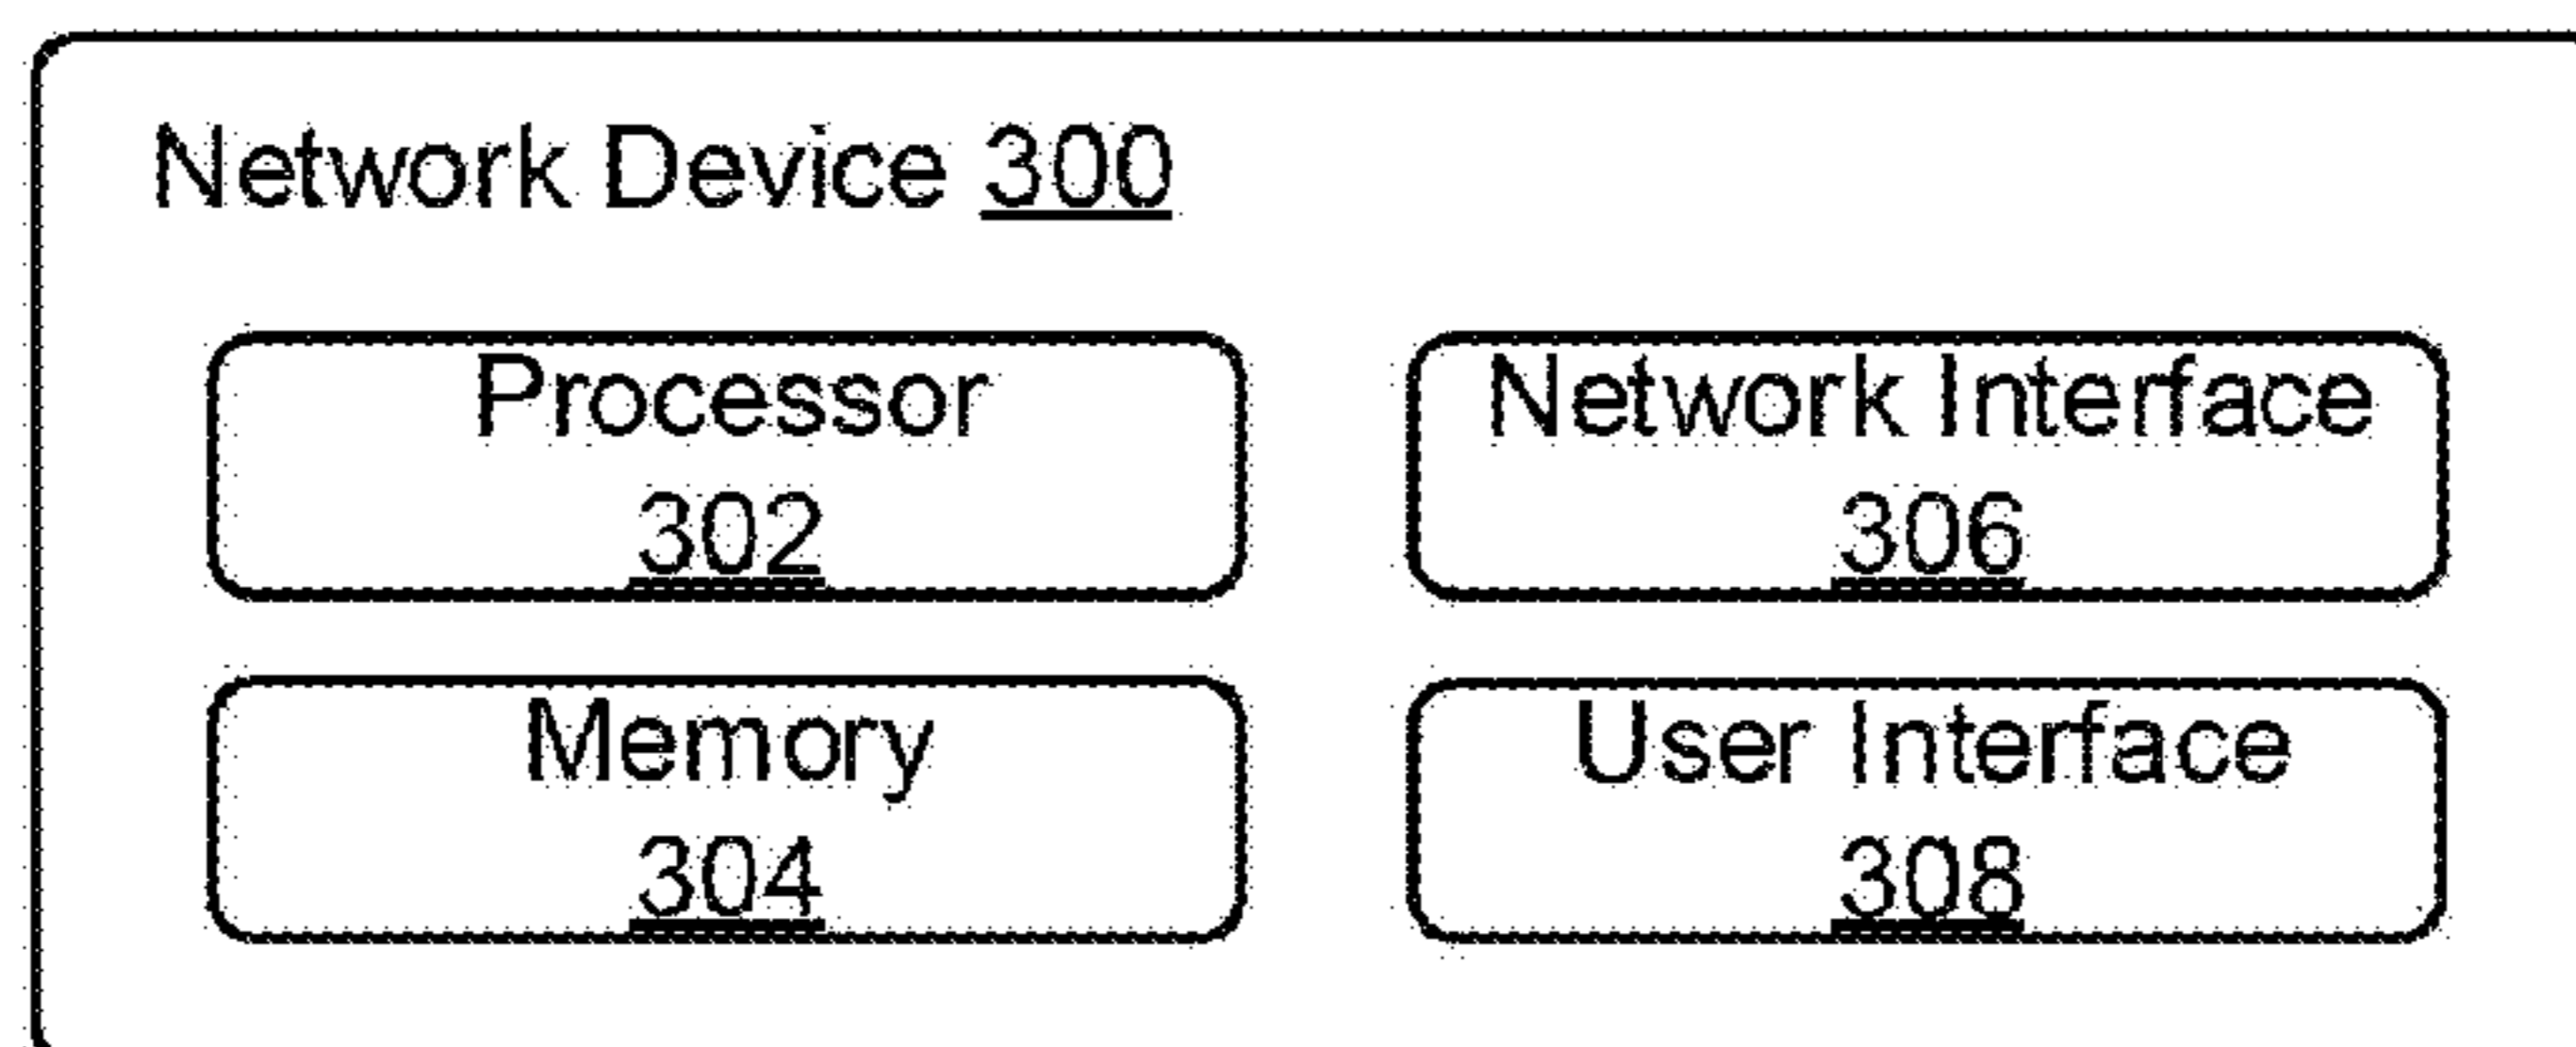 Network Device 300
Processor
302
Network Interface
306
Memory
304
User Interface
308